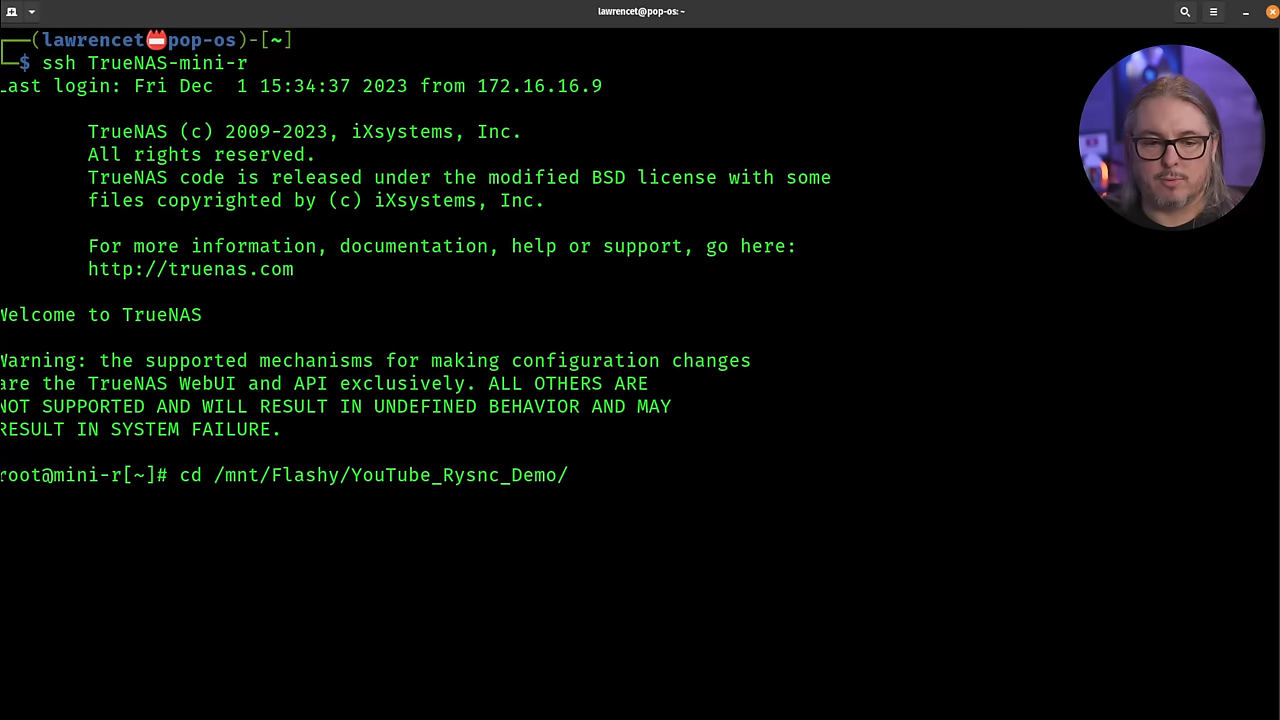 lawrencet@pop-os: ~
(lawrencet pop-os)-[~]
$ ssh TrueNAS-mini-r
Last login: Fri Dec  1 15:34:37 2023 from 172.16.16.9
TrueNAS (c) 2009-2023, iXsystems, Inc.
All rights reserved.
TrueNAS code is released under the modified BSD license with some
files copyrighted by (c) iXsystems, Inc.
For more information, documentation, help or support, go here:
http://truenas.com
Welcome to TrueNAS
Warning: the supported mechanisms for making configuration changes
are the TrueNAS WebUI and API exclusively. ALL OTHERS ARE
NOT SUPPORTED AND WILL RESULT IN UNDEFINED BEHAVIOR AND MAY
RESULT IN SYSTEM FAILURE.
root@mini-r[~]# cd /mnt/Flashy/YouTube_Rysnc_Demo/